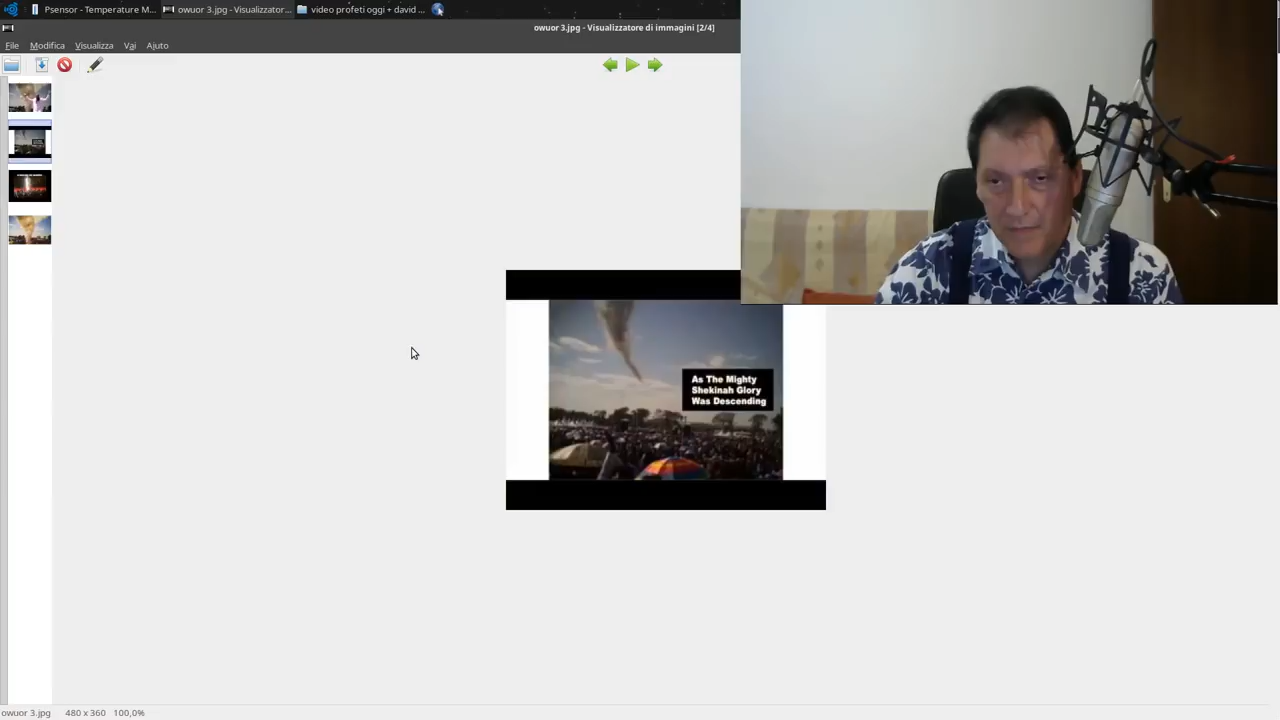 Psensor - Temperature M...
owuor 3.jpg - Visualizzator...
video profeti oggi + david ...
owuor 3.jpg - Visualizzatore di immagini [2/4]
File Modifica Visualizza Vai Aiuto
As The Mighty
Shekinah Glory
Was Descending
owuor 3.jpg 480 x 360 100,0%